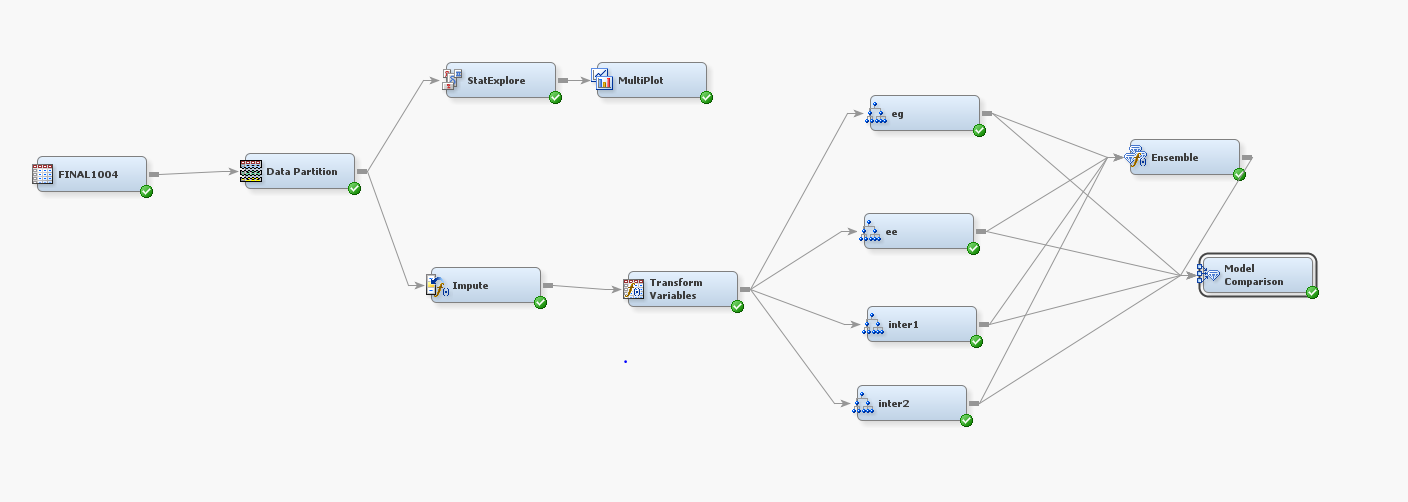 StatExplore
MultiPlot
FINAL1004
Data Partition
Impute
Transform
Variables
eg
ee
inter1
inter2
Ensemble
Model
Comparison